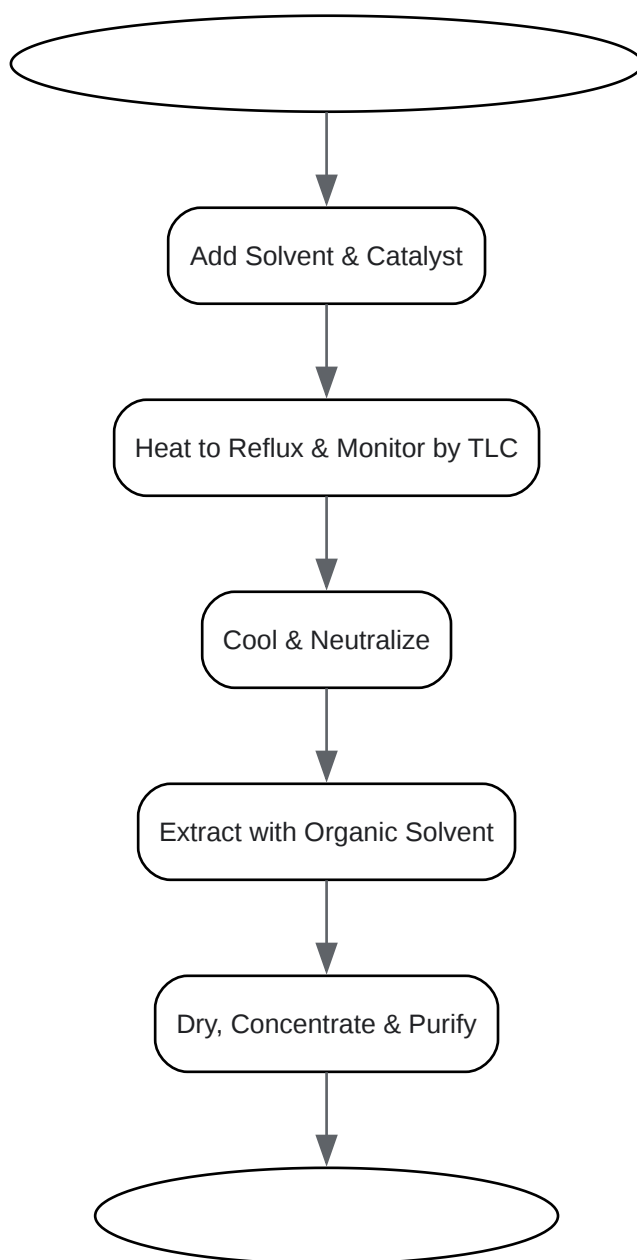 Add Solvent & Catalyst
Heat to Reflux & Monitor by TLC
Cool & Neutralize
Extract with Organic Solvent
Dry, Concentrate & Purify